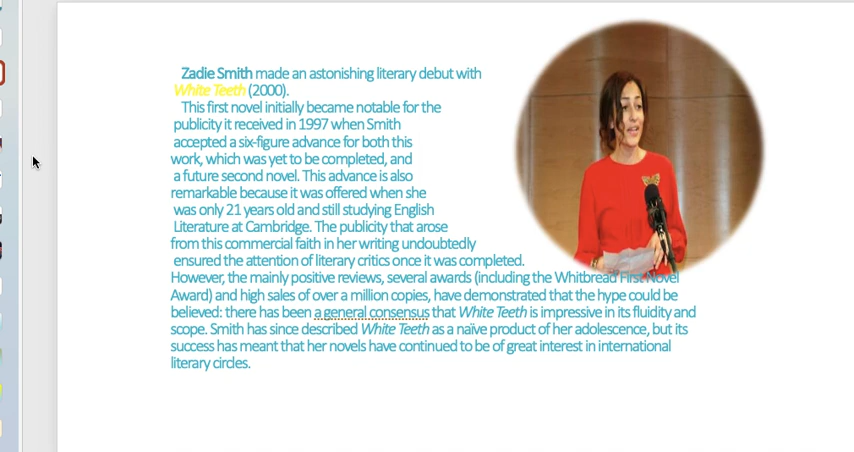 Zadie Smith made an astonishing literary debut with
White Teeth (2000).
This first novel initially became notable for the
publicity it received in 1997 when Smith
accepted a six-figure advance for both this
work, which was yet to be completed, and
a future second novel. This advance is also
remarkable because it was offered when she
was only 21 years old and still studying English
Literature at Cambridge. The publicity that arose
from this commercial faith in her writing undoubtedly
ensured the attention of literary critics once it was completed.
However, the mainly positive reviews, several awards (including the Whitbread First Novel
Award) and high sales of over a million copies, have demonstrated that the hype could be
believed: there has been a general consensus that White Teeth is impressive in its fluidity and
scope. Smith has since described White Teeth as a naïve product of her adolescence, but its
success has meant that her novels have continued to be of great interest in international
literary circles.